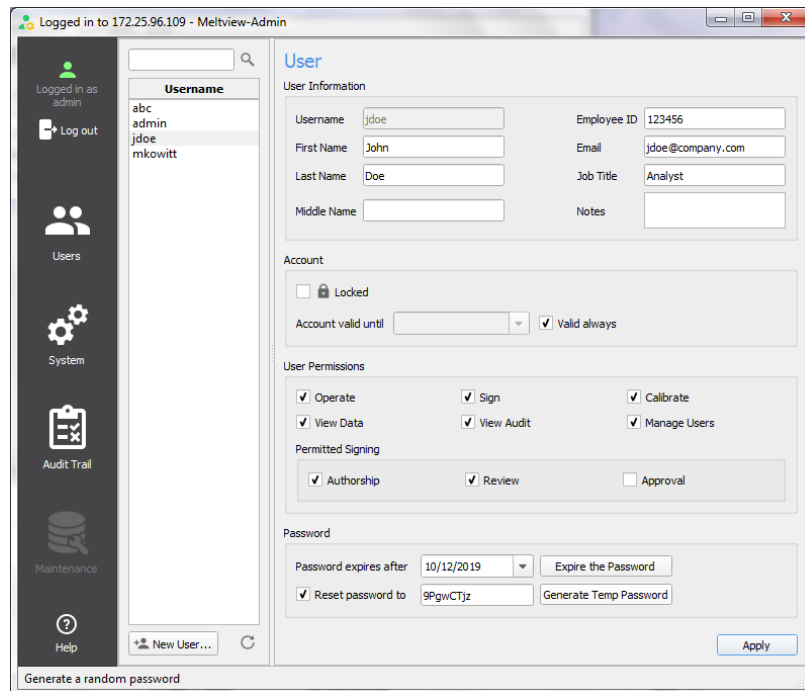 Logged in to 172.25.96.109 - Meltview-Admin
Logged in as
admin
Log out
Users
System
Audit Trail
Maintenance
Help
Username
abc
admin
jdoe
mkowitt
New User...
User
User Information
Username jdoe Employee ID 123456
First Name John Email jdoe@company.com
Last Name Doe Job Title Analyst
Middle Name Notes
Account
Locked
Account valid until Valid always
User Permissions
Operate Sign Calibrate
View Data View Audit Manage Users
Permitted Signing
Authorship Review Approval
Password
Password expires after 10/12/2019 Expire the Password
Reset password to 9PgwCTjz Generate Temp Password
Apply
Generate a random password